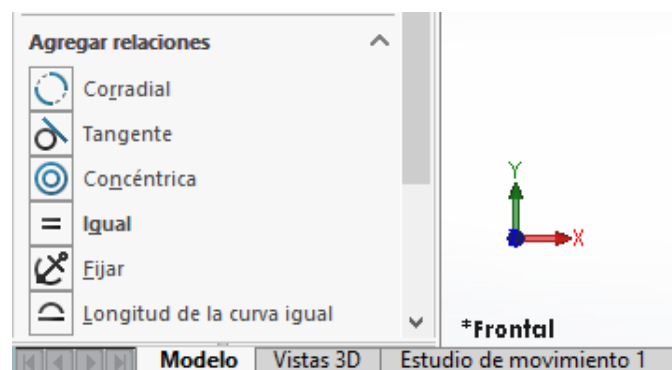 Agregar relaciones
Corradial
Tangente
Concéntrica
Igual
Fijar
Longitud de la curva igual
Y
X
*Frontal
Modelo
Vistas 3D
Estudio de movimiento 1